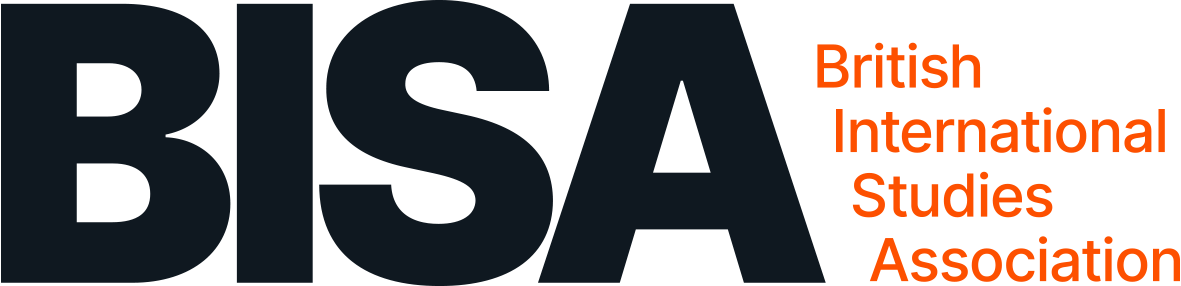 BISA
British
International
Studies
Association